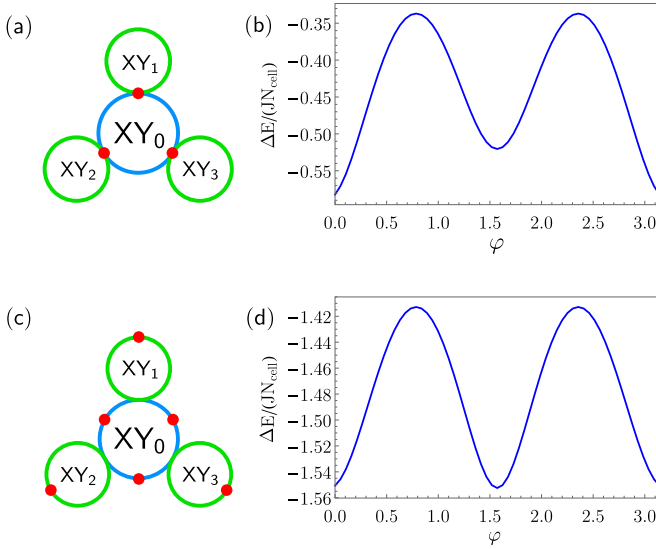 (a)
XY₁
XY₀
XY₂
XY₃
(b)
ΔE/(JN_cell)
−0.35
−0.40
−0.45
−0.50
−0.55
0.0 0.5 1.0 1.5 2.0 2.5 3.0
φ
(c)
XY₁
XY₀
XY₂
XY₃
(d)
ΔE/(JN_cell)
−1.42
−1.44
−1.46
−1.48
−1.50
−1.52
−1.54
−1.56
0.0 0.5 1.0 1.5 2.0 2.5 3.0
φ